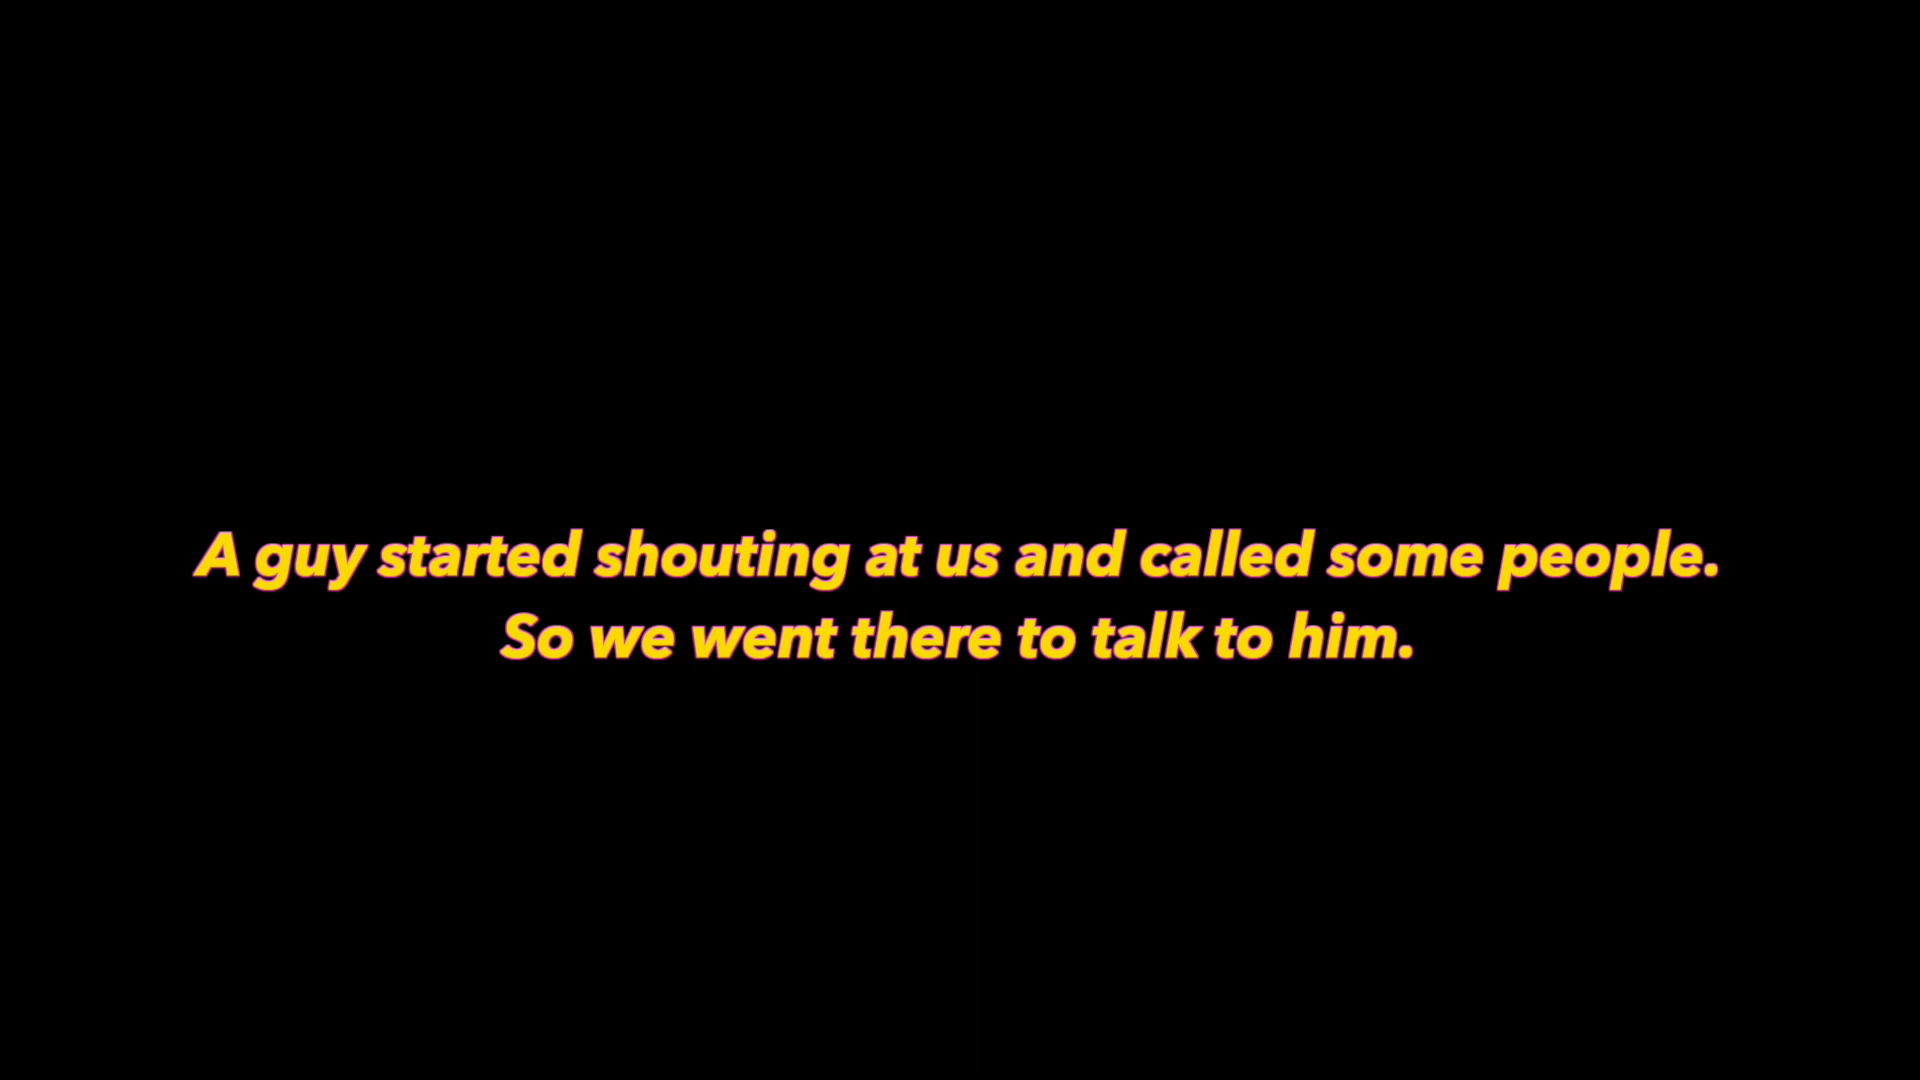 A guy started shouting at us and called some people.
So we went there to talk to him.